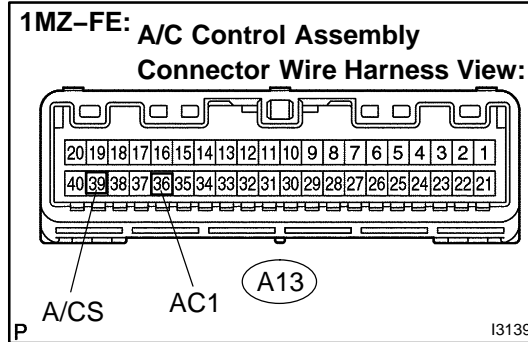 1MZ–FE: A/C Control Assembly
Connector Wire Harness View:
20 19 18 17 16 15 14 13 12 11 10 9 8 7 6 5 4 3 2 1
40 39 38 37 36 35 34 33 32 31 30 29 28 27 26 25 24 23 22 21
A/CS AC1 A13
P I3139